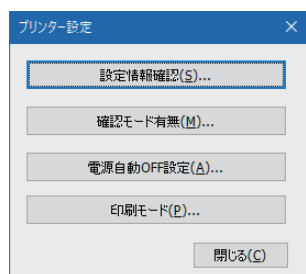 プリンター設定
設定情報確認(S)...
確認モード有無(M)...
電源自動OFF設定(A)...
印刷モード(P)...
閉じる(C)